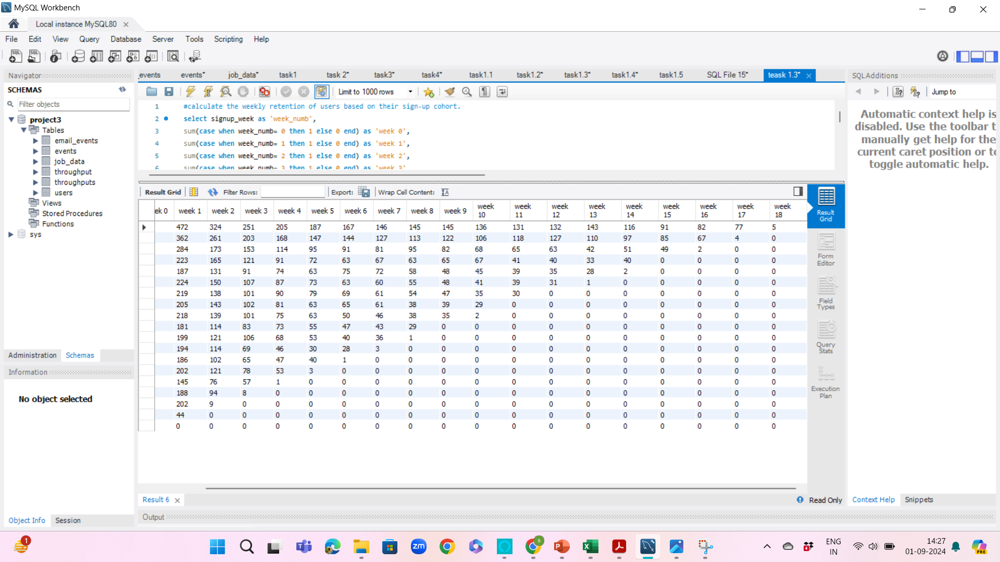 MySQL Workbench
Local instance MySQL80
File Edit View Query Database Server Tools Scripting Help
Navigator
SCHEMAS
Filter objects
project3
Tables
email_events
events
job_data
throughput
throughputs
users
Views
Stored Procedures
Functions
sys
Administration Schemas
Information
No object selected
Object Info Session
_events events* job_data* task1 task 2* task3* task4* task1.1 task1.2* task1.3* task1.4* task1.5 SQL File 15* teask 1.3*
Limit to 1000 rows
1 #calculate the weekly retention of users based on their sign-up cohort.
2 select signup_week as 'week_numb',
3 sum(case when week_numb= 0 then 1 else 0 end) as 'week 0',
4 sum(case when week_numb= 1 then 1 else 0 end) as 'week 1',
5 sum(case when week_numb= 2 then 1 else 0 end) as 'week 2',
6 sum(case when week_numb= 3 then 1 else 0 end) as 'week 3'
Result Grid Filter Rows: Export: Wrap Cell Content:
ek 0 week 1 week 2 week 3 week 4 week 5 week 6 week 7 week 8 week 9 week 10 week 11 week 12 week 13 week 14 week 15 week 16 week 17 week 18
472 324 251 205 187 167 146 145 145 136 131 132 143 116 91 82 77 5
362 261 203 168 147 144 127 113 122 106 118 127 110 97 85 67 4 0
284 173 153 114 95 91 81 95 82 68 65 63 42 51 49 2 0 0
223 165 121 91 72 63 67 63 65 67 41 40 33 40 0 0 0 0
187 131 91 74 63 75 72 58 48 45 39 35 28 2 0 0 0 0
224 150 107 87 73 63 60 55 48 41 39 31 1 0 0 0 0 0
219 138 101 90 79 69 61 54 47 35 30 0 0 0 0 0 0 0
205 143 102 81 63 65 61 38 39 29 0 0 0 0 0 0 0 0
218 139 101 75 63 50 46 38 35 2 0 0 0 0 0 0 0 0
181 114 83 73 55 47 43 29 0 0 0 0 0 0 0 0 0 0
199 121 106 68 53 40 36 1 0 0 0 0 0 0 0 0 0 0
194 114 69 46 30 28 3 0 0 0 0 0 0 0 0 0 0 0
186 102 65 47 40 1 0 0 0 0 0 0 0 0 0 0 0 0
202 121 78 53 3 0 0 0 0 0 0 0 0 0 0 0 0 0
145 76 57 1 0 0 0 0 0 0 0 0 0 0 0 0 0 0
188 94 8 0 0 0 0 0 0 0 0 0 0 0 0 0 0 0
202 9 0 0 0 0 0 0 0 0 0 0 0 0 0 0 0 0
44 0 0 0 0 0 0 0 0 0 0 0 0 0 0 0 0 0
0 0 0 0 0 0 0 0 0 0 0 0 0 0 0 0 0 0
Result Grid
Form Editor
Field Types
Query Stats
Execution Plan
Result 6
Read Only
Output
SQLAdditions
Jump to
Automatic context help is
disabled. Use the toolbar t
manually get help for the
current caret position or to
toggle automatic help.
Context Help Snippets
1
zm
S
4
ENG
IN
14:27
01-09-2024
PRE